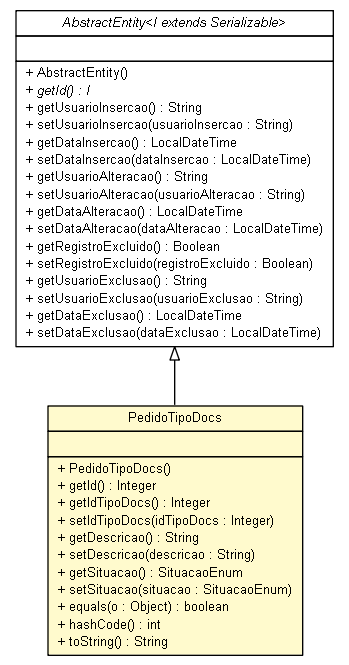 AbstractEntity<I extends Serializable>
+ AbstractEntity()
+ getId() : I
+ getUsuarioInsercao() : String
+ setUsuarioInsercao(usuarioInsercao : String)
+ getDataInsercao() : LocalDateTime
+ setDataInsercao(dataInsercao : LocalDateTime)
+ getUsuarioAlteracao() : String
+ setUsuarioAlteracao(usuarioAlteracao : String)
+ getDataAlteracao() : LocalDateTime
+ setDataAlteracao(dataAlteracao : LocalDateTime)
+ getRegistroExcluido() : Boolean
+ setRegistroExcluido(registroExcluido : Boolean)
+ getUsuarioExclusao() : String
+ setUsuarioExclusao(usuarioExclusao : String)
+ getDataExclusao() : LocalDateTime
+ setDataExclusao(dataExclusao : LocalDateTime)
PedidoTipoDocs
+ PedidoTipoDocs()
+ getId() : Integer
+ getIdTipoDocs() : Integer
+ setIdTipoDocs(idTipoDocs : Integer)
+ getDescricao() : String
+ setDescricao(descricao : String)
+ getSituacao() : SituacaoEnum
+ setSituacao(situacao : SituacaoEnum)
+ equals(o : Object) : boolean
+ hashCode() : int
+ toString() : String